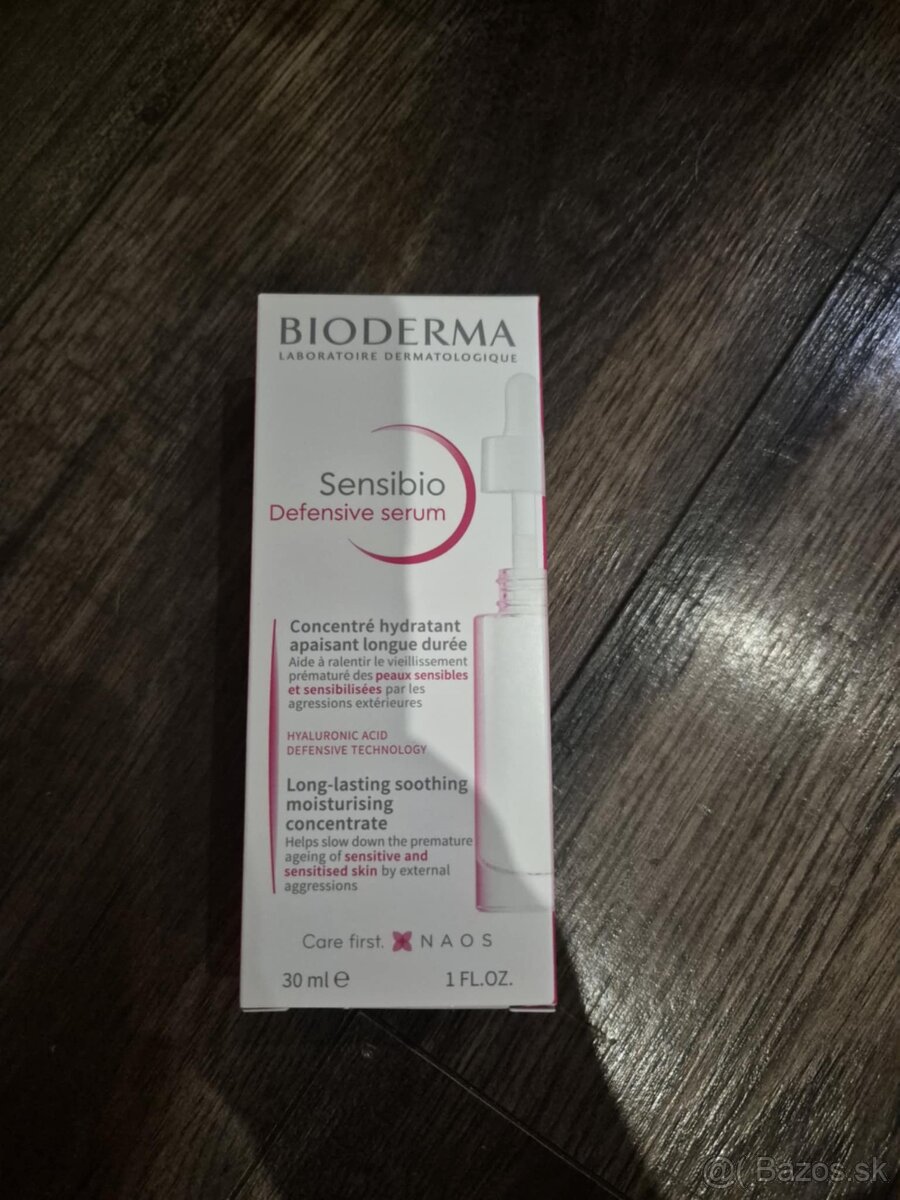 BIODERMA
LABORATOIRE DERMATOLOGIQUE
Sensibio
Defensive serum
Concentré hydratant
apaisant longue durée
Aide à ralentir le vieillissement
prématuré des peaux sensibles
et sensibilisées par les
agressions extérieures
HYALURONIC ACID
DEFENSIVE TECHNOLOGY
Long-lasting soothing
moisturising
concentrate
Helps slow down the premature
ageing of sensitive and
sensitised skin by external
aggressions
Care first. NAOS
30 ml ℮ 1 FL.OZ.
@( Bazos.sk